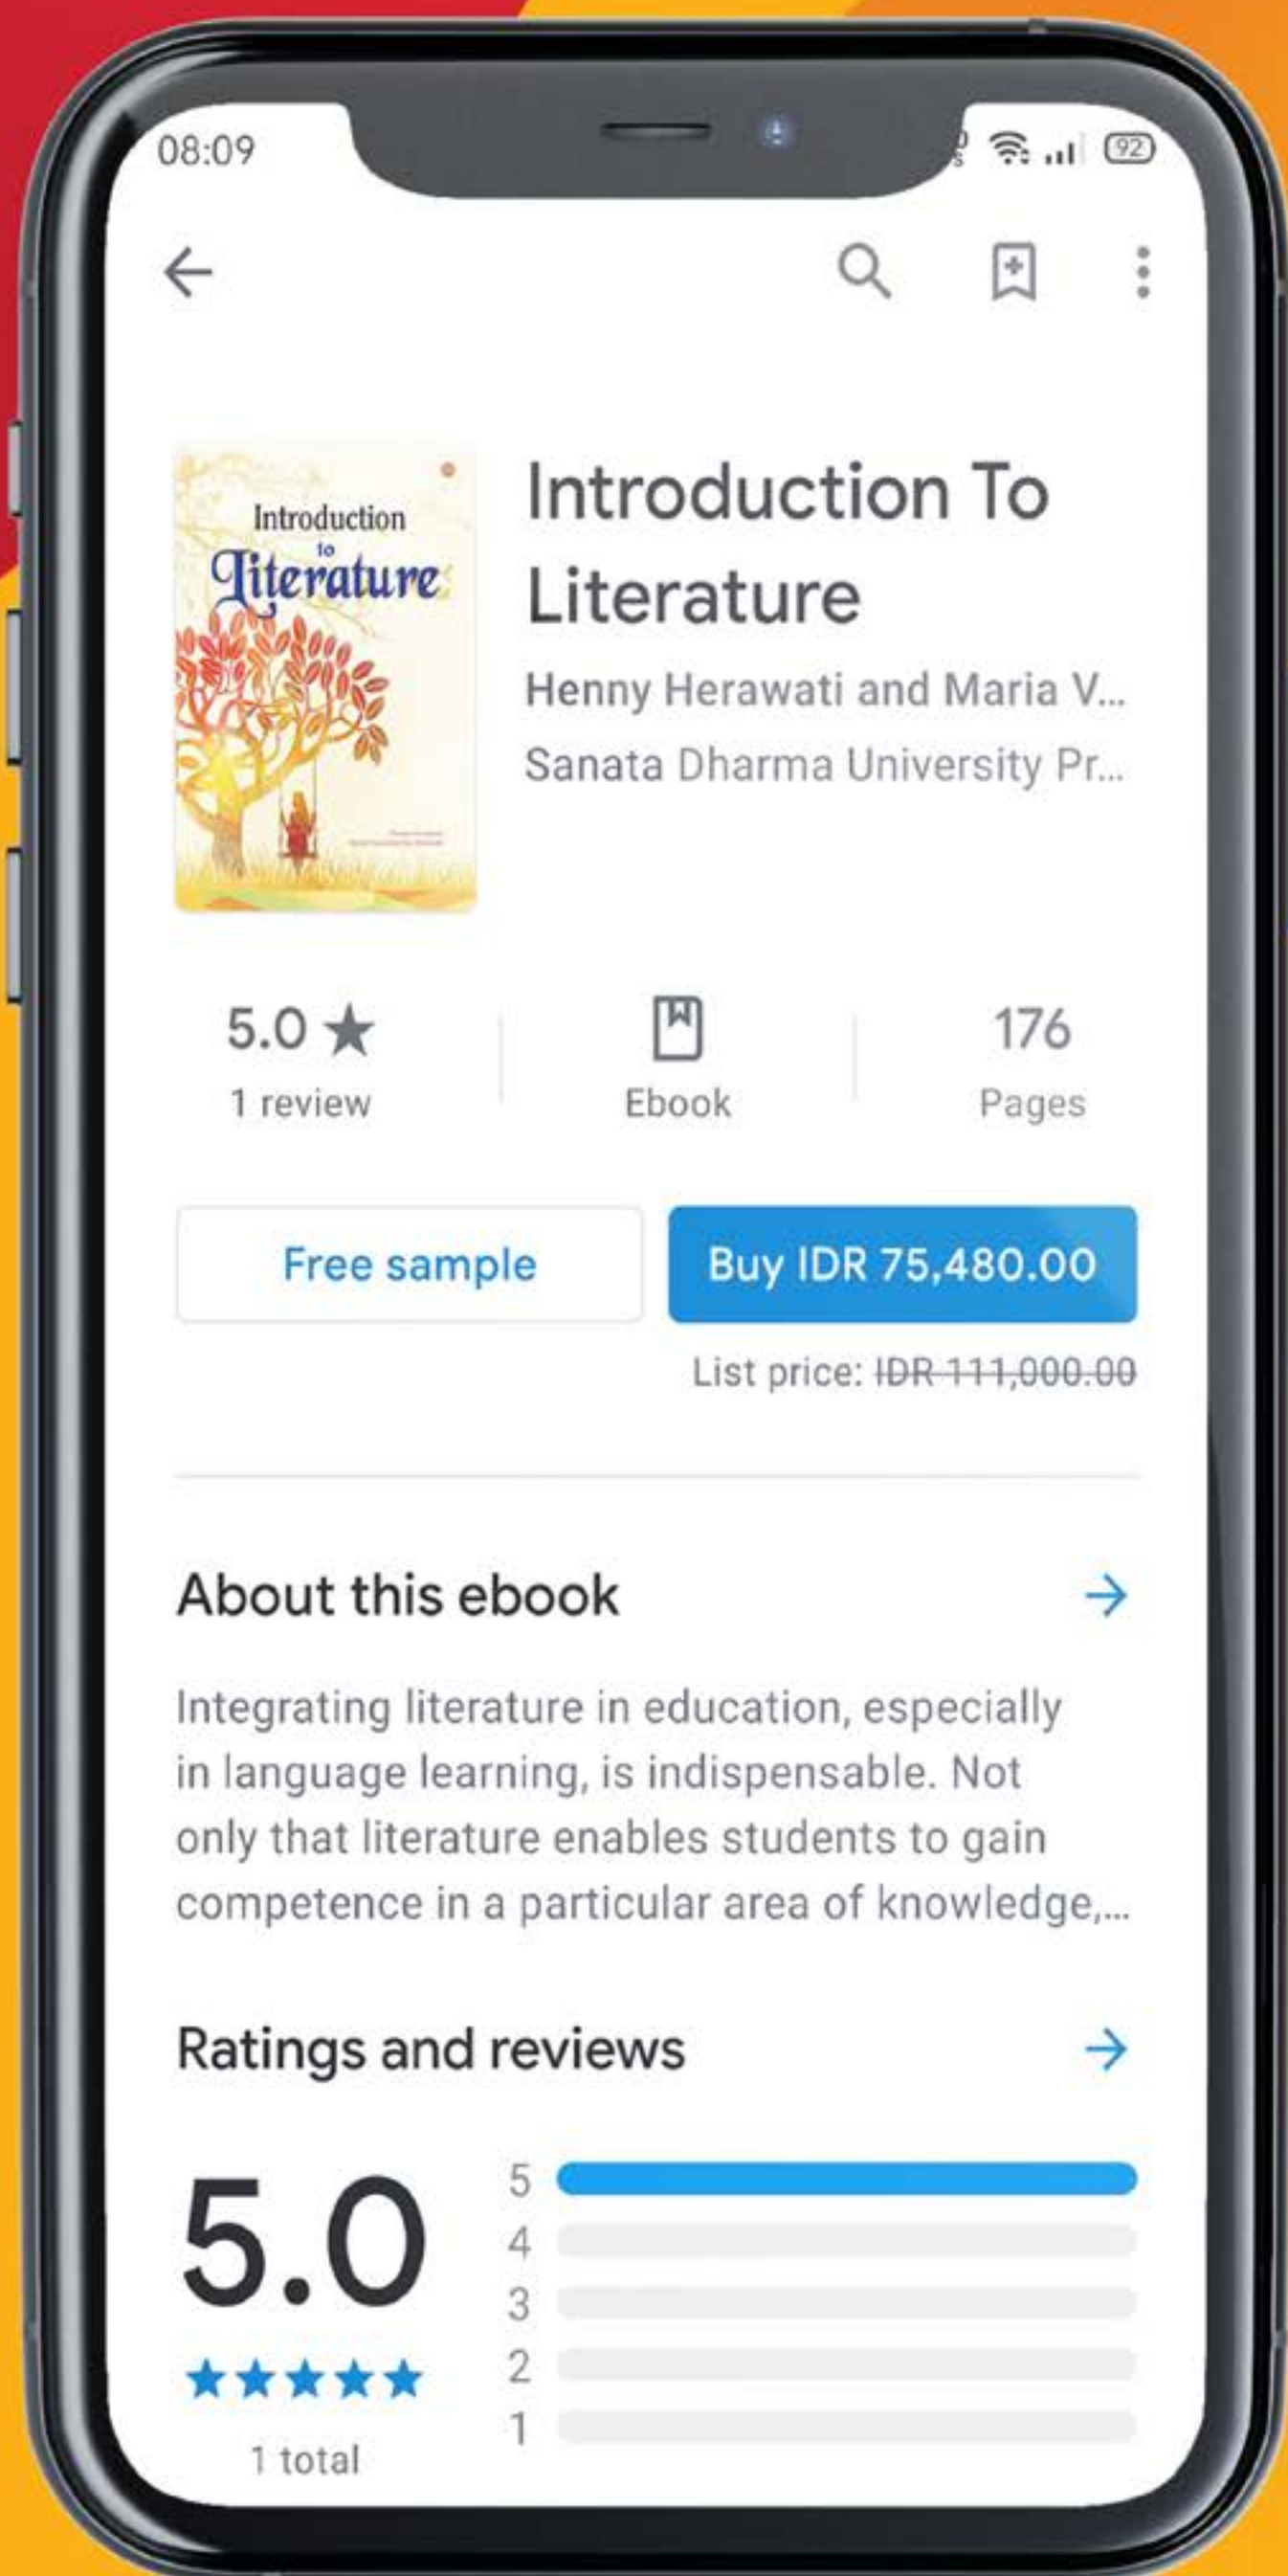 08:09
92
Introduction
to
Literature
Introduction To
Literature
Henny Herawati and Maria V...
Sanata Dharma University Pr...
5.0 ★
1 review
Ebook
176
Pages
Free sample
Buy IDR 75,480.00
List price: IDR 111,000.00
About this ebook
Integrating literature in education, especially
in language learning, is indispensable. Not
only that literature enables students to gain
competence in a particular area of knowledge,...
Ratings and reviews
5.0
1 total
5
4
3
2
1